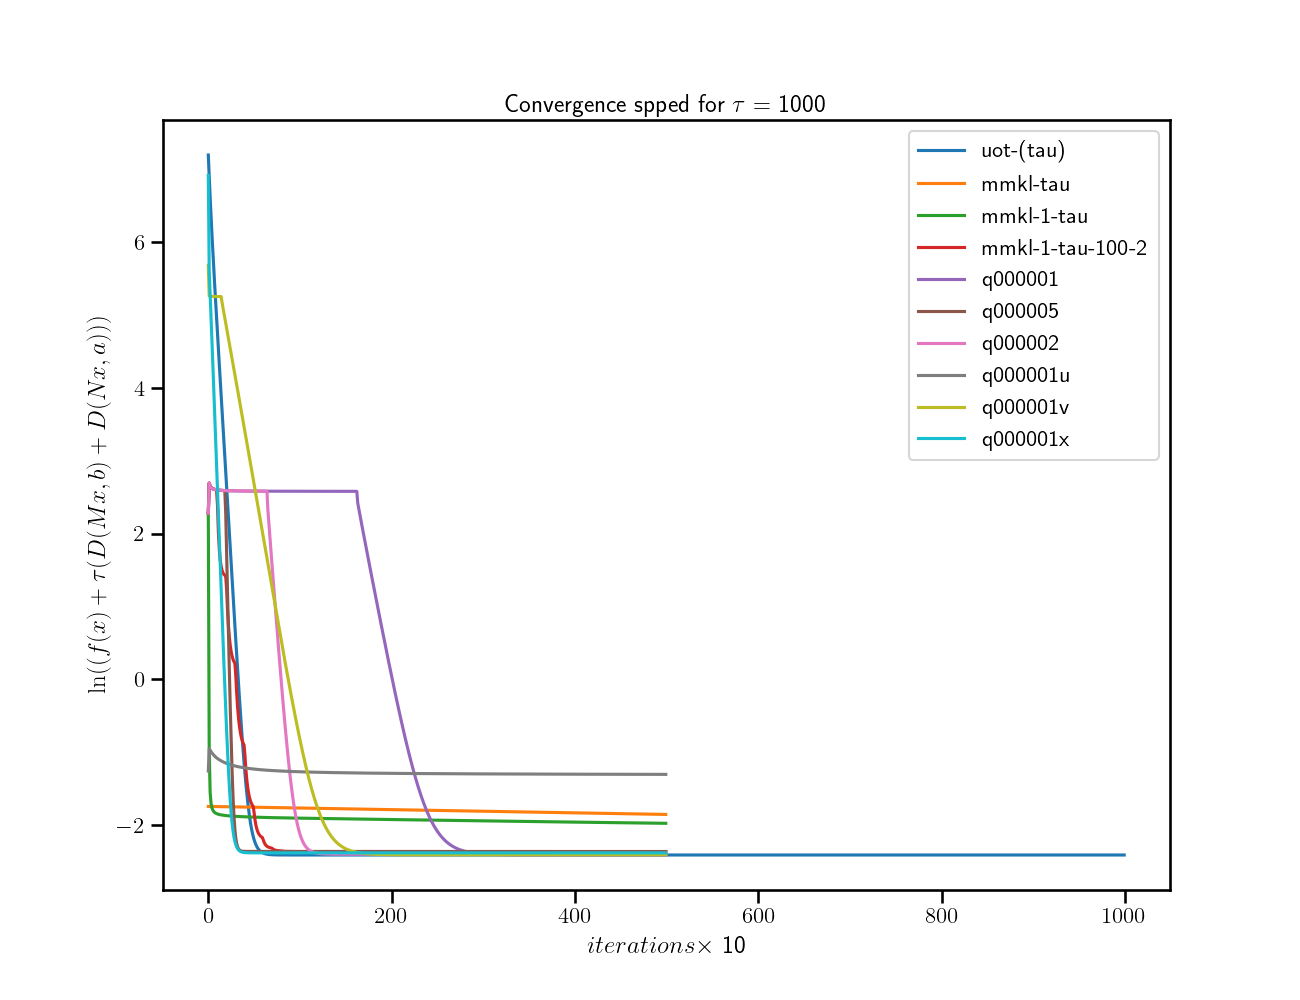 Convergence spped for τ = 1000
uot-(tau)
mmkl-tau
mmkl-1-tau
mmkl-1-tau-100-2
q000001
q000005
q000002
q000001u
q000001v
q000001x
ln((f(x) + τ(D(Mx, b) + D(Nx, a)))
6
4
2
0
−2
0 200 400 600 800 1000
iterations× 10